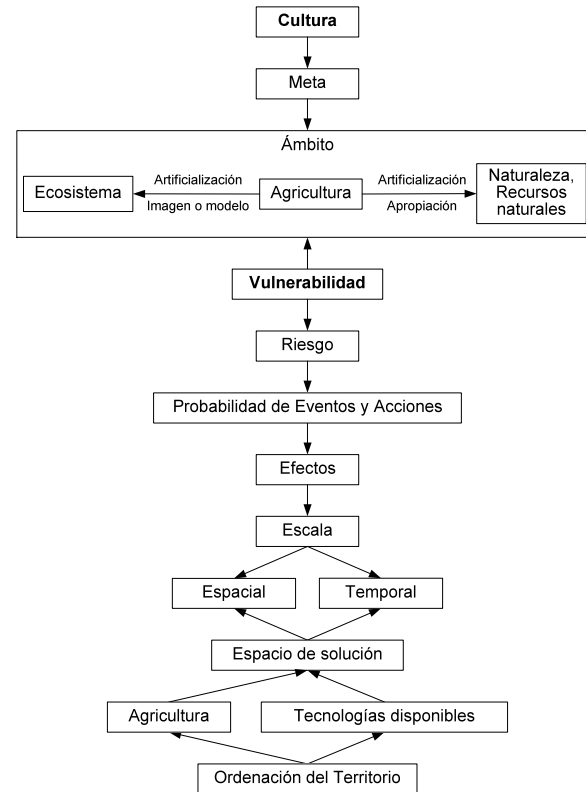 Cultura
Meta
Ámbito
Ecosistema
Artificialización
Imagen o modelo
Agricultura
Artificialización
Apropiación
Naturaleza,
Recursos
naturales
Vulnerabilidad
Riesgo
Probabilidad de Eventos y Acciones
Efectos
Escala
Espacial
Temporal
Espacio de solución
Agricultura
Tecnologías disponibles
Ordenación del Territorio